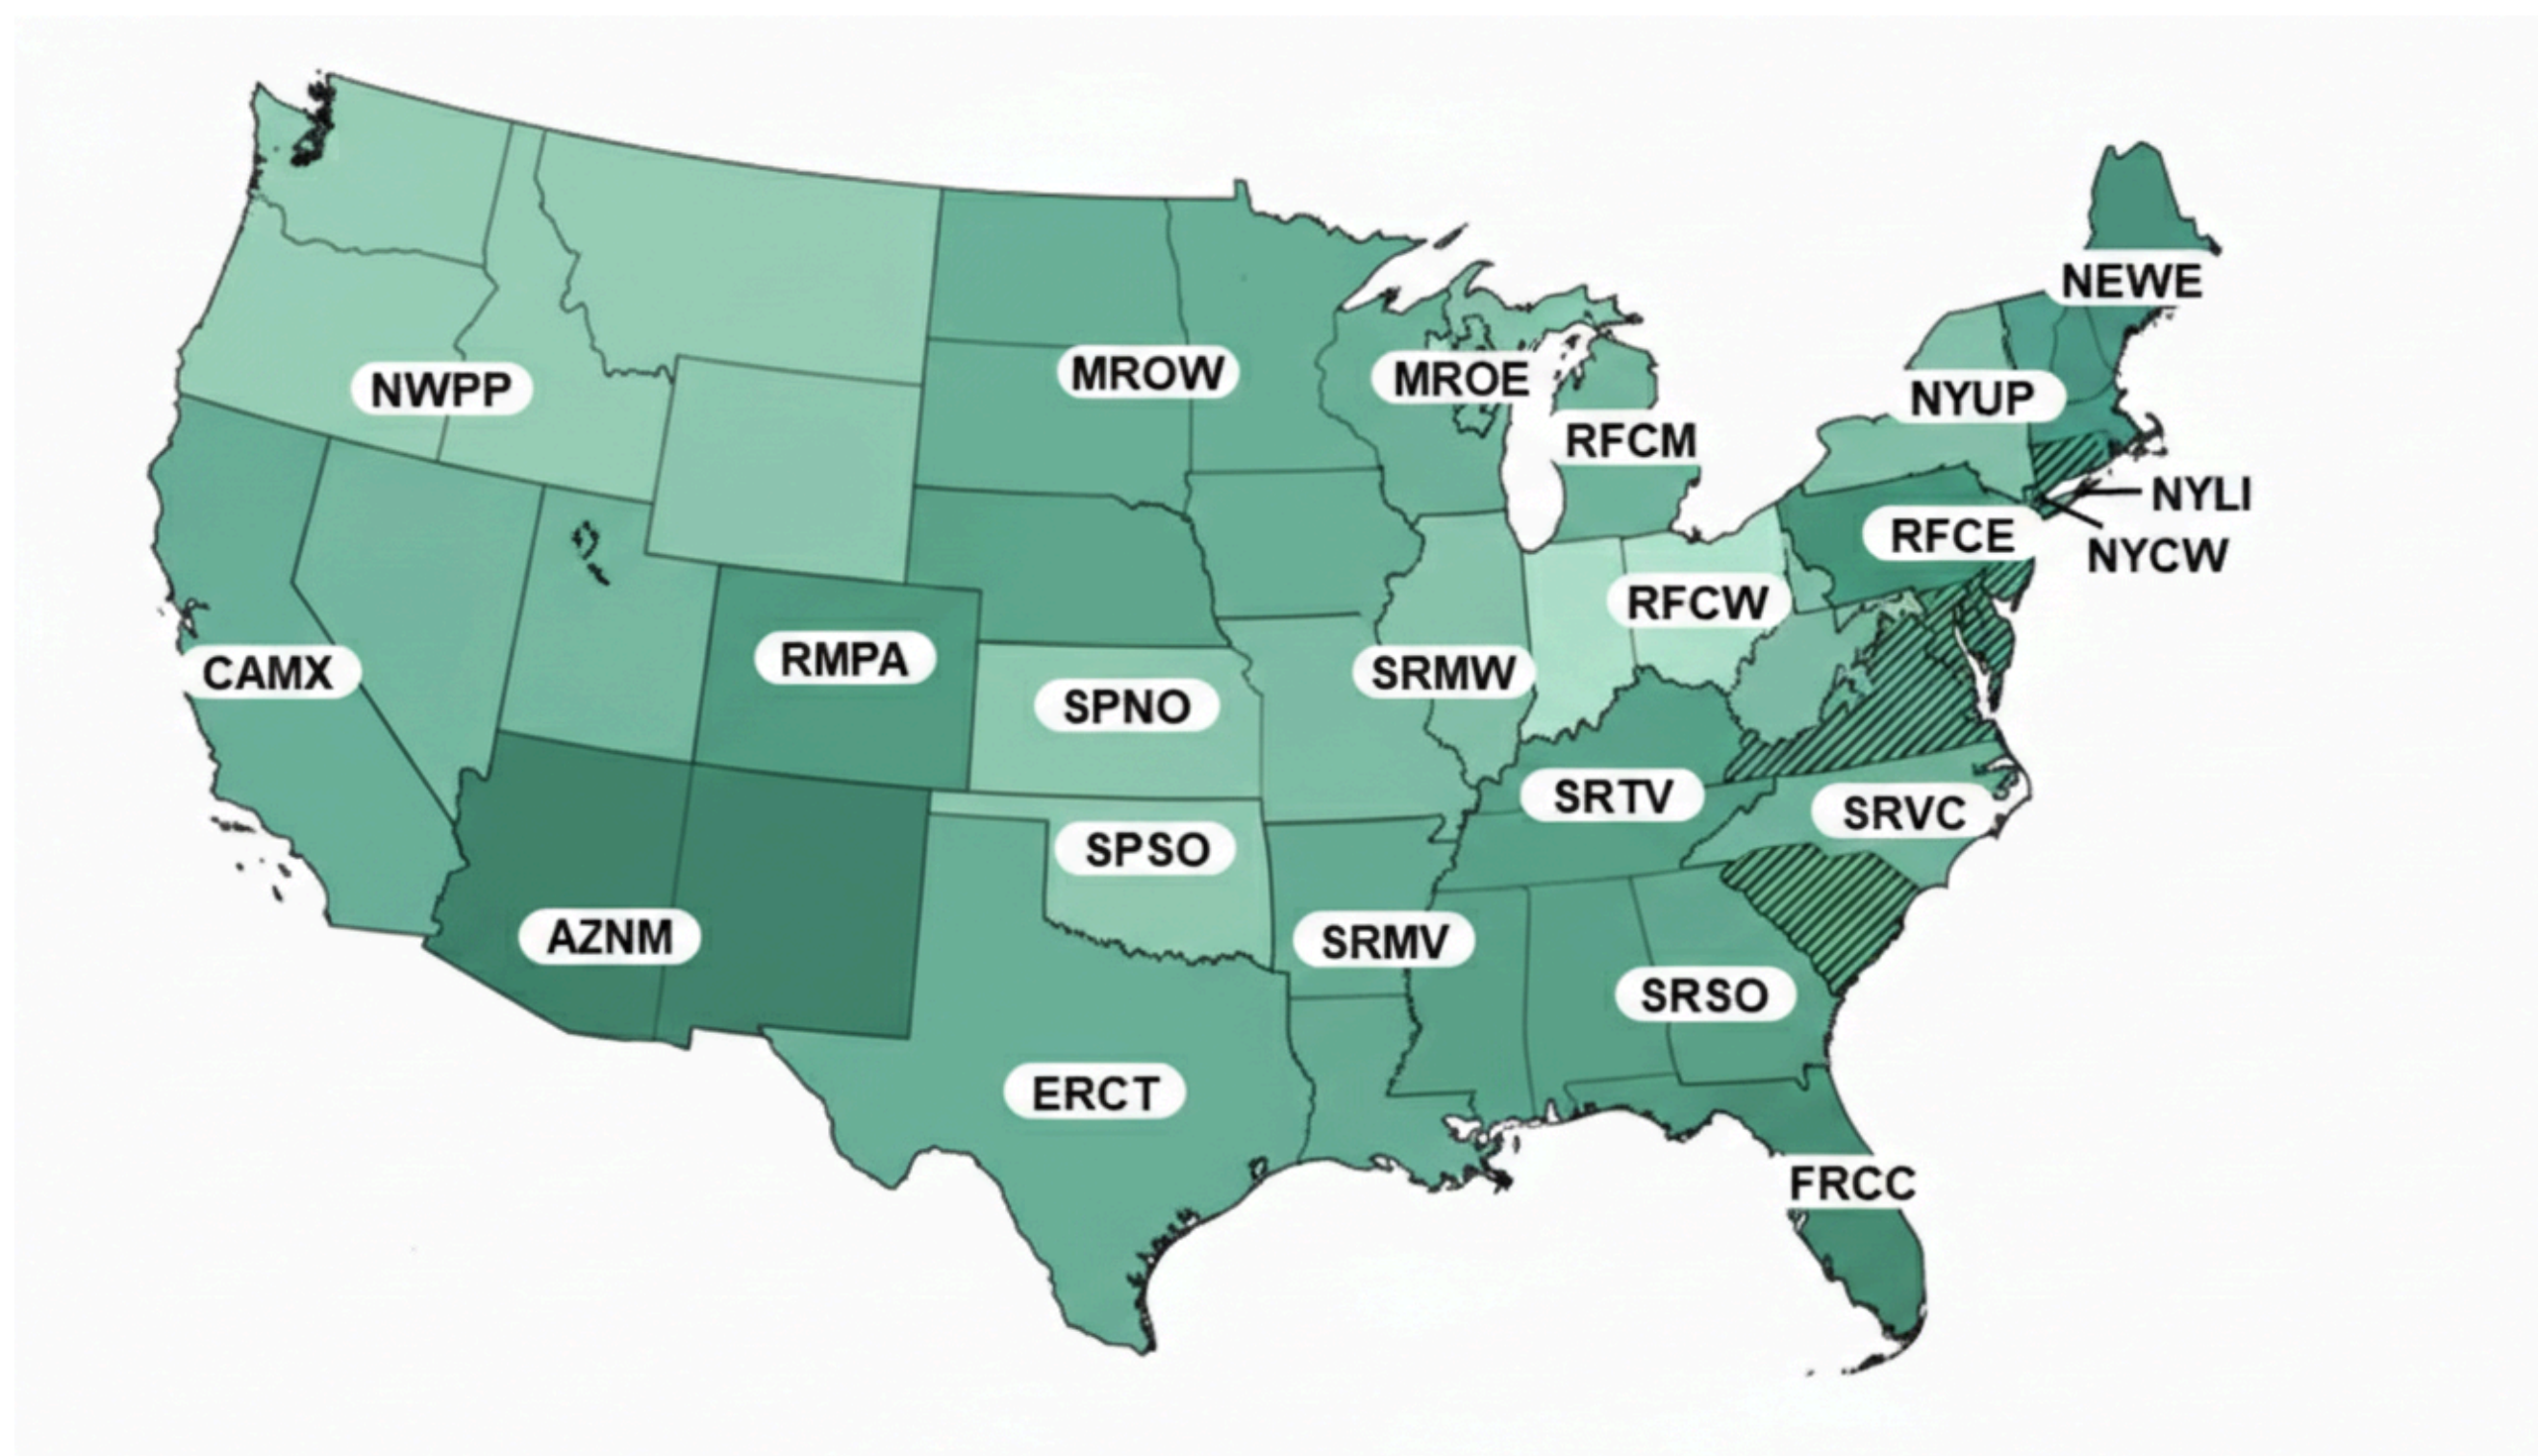 NEWE
MROW
MROE
NWPP
NYUP
RFCM
NYLI
RFCE
NYCW
RFCW
RMPA
CAMX
SRMW
SPNO
SRTV
SRVC
SPSO
AZNM
SRMV
SRSO
ERCT
FRCC